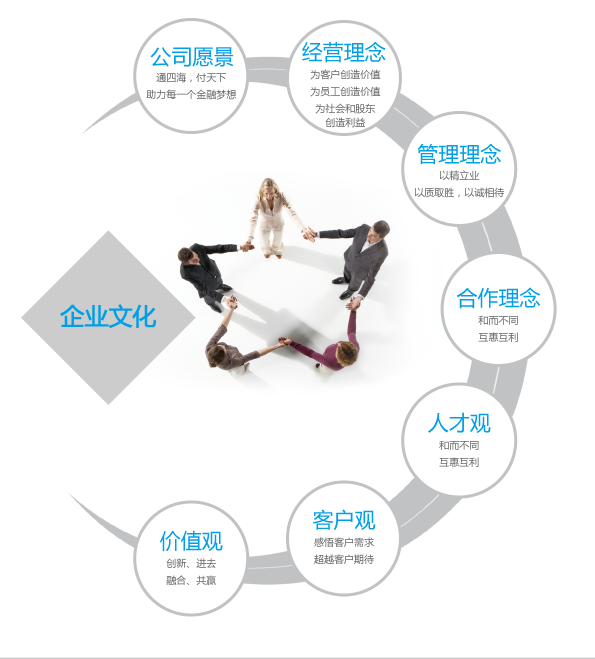 公司愿景
通四海，付天下
助力每一个金融梦想
经营理念
为客户创造价值
为员工创造价值
为社会和股东
创造利益
管理理念
以精立业
以质取胜，以诚相待
企业文化
合作理念
和而不同
互惠互利
人才观
和而不同
互惠互利
客户观
感悟客户需求
超越客户期待
价值观
创新、进去
融合、共赢